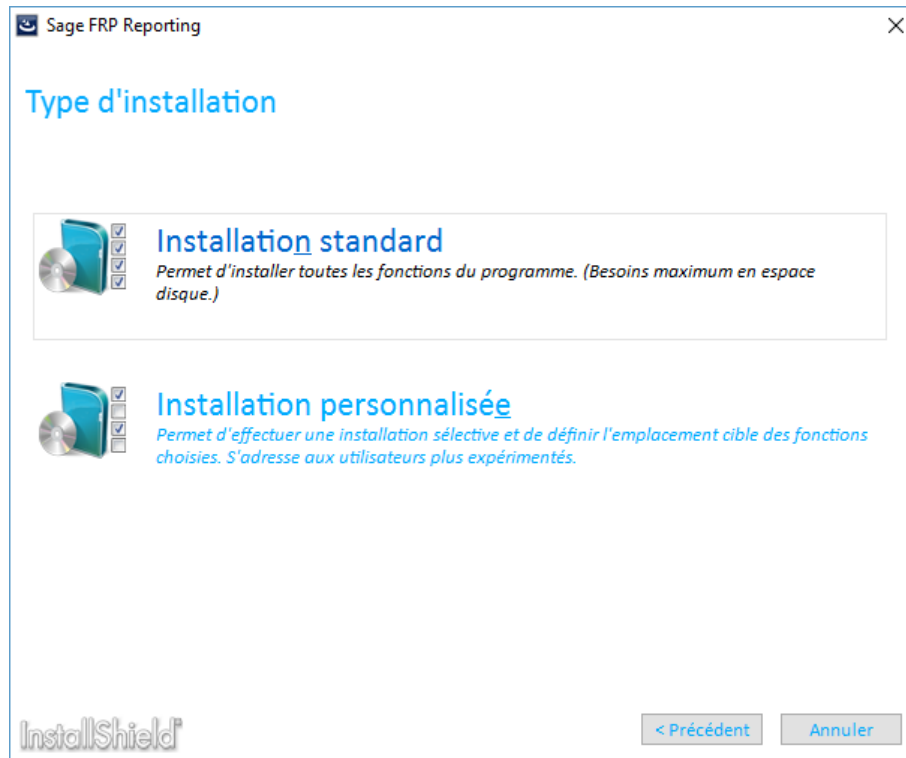 Sage FRP Reporting
Type d'installation
Installation standard
Permet d'installer toutes les fonctions du programme. (Besoins maximum en espace
disque.)
Installation personnalisée
Permet d'effectuer une installation sélective et de définir l'emplacement cible des fonctions
choisies. S'adresse aux utilisateurs plus expérimentés.
InstallShield®
< Précédent
Annuler